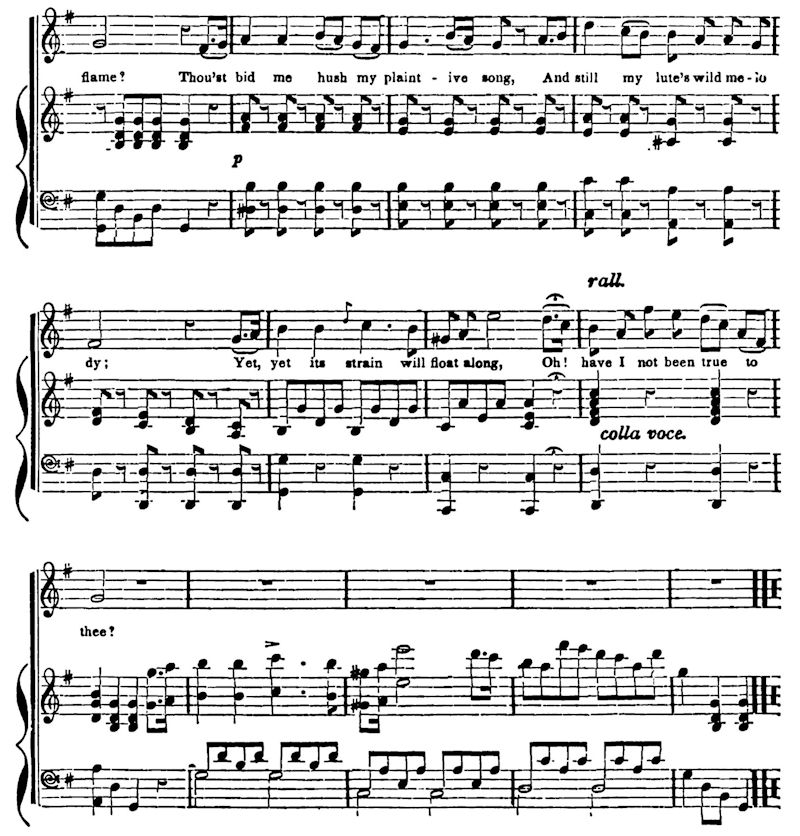 flame? Thou'st bid me hush my plaint - ive song, And still my lute's wild me - lo
p
rall.
dy; Yet, yet its strain will float along, Oh! have I not been true to
colla voce.
thee?